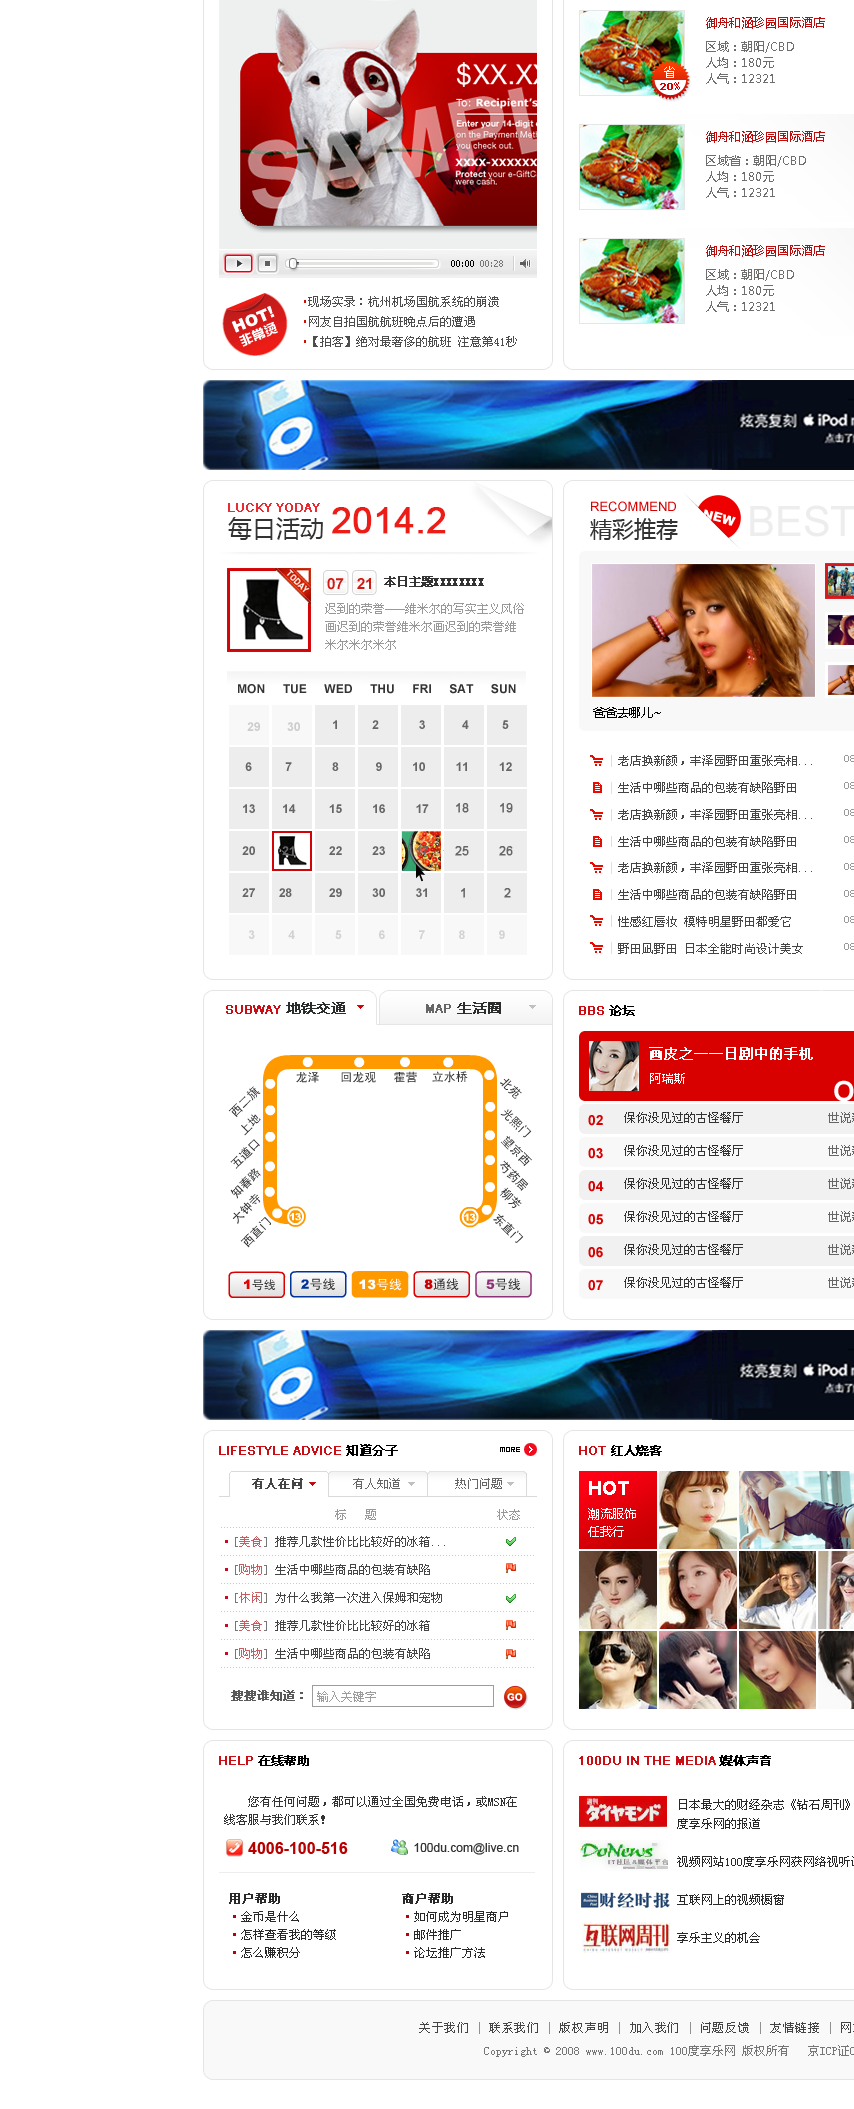 $XX.XX
To: Recipient's
Enter your 14-digit
on the Payment Met
you check out.
XXXX-XXXXXX
Protect your e-GiftC
were cash.
SAMPL
00:00 00:28
HOT!
非常烫
现场实录：杭州机场国航系统的崩溃
网友自拍国航航班晚点后的遭遇
【拍客】绝对最奢侈的航班 注意第41秒
御舟和涵珍园国际酒店
区域：朝阳/CBD
人均：180元
人气：12321
省
20%
御舟和涵珍园国际酒店
区域省：朝阳/CBD
人均：180元
人气：12321
御舟和涵珍园国际酒店
区域：朝阳/CBD
人均：180元
人气：12321
炫亮复刻 iPod
点击了
LUCKY YODAY
每日活动 2014.2
TODAY
07 21 本日主题xxxxxxxx
迟到的荣誉——维米尔的写实主义风俗
画迟到的荣誉维米尔画迟到的荣誉维
米尔米尔米尔
MON TUE WED THU FRI SAT SUN
29 30 1 2 3 4 5
6 7 8 9 10 11 12
13 14 15 16 17 18 19
20 21 22 23 25 26
27 28 29 30 31 1 2
3 4 5 6 7 8 9
RECOMMEND
精彩推荐
NEW
BEST
爸爸去哪儿~
老店换新颜，丰泽园野田重张亮相...
生活中哪些商品的包装有缺陷野田
老店换新颜，丰泽园野田重张亮相...
生活中哪些商品的包装有缺陷野田
老店换新颜，丰泽园野田重张亮相...
生活中哪些商品的包装有缺陷野田
性感红唇妆 模特明星野田都爱它
野田凪野田 日本全能时尚设计美女
SUBWAY 地铁交通
MAP 生活圈
龙泽 回龙观 霍营 立水桥
西二旗
上地
五道口
知春路
大钟寺
西直门
北苑
光熙门
望京西
芍药居
柳芳
东直门
13 13
1号线 2号线 13号线 8通线 5号线
BBS 论坛
画皮之一一日剧中的手机
阿瑞斯
02 保你没见过的古怪餐厅 世说
03 保你没见过的古怪餐厅 世说
04 保你没见过的古怪餐厅 世说
05 保你没见过的古怪餐厅 世说
06 保你没见过的古怪餐厅 世说
07 保你没见过的古怪餐厅 世说
炫亮复刻 iPod
点击了
LIFESTYLE ADVICE 知道分子 MORE
有人在问 有人知道 热门问题
标 题 状态
[美食] 推荐几款性价比比较好的冰箱...
[购物] 生活中哪些商品的包装有缺陷
[休闲] 为什么我第一次进入保姆和宠物
[美食] 推荐几款性价比比较好的冰箱
[购物] 生活中哪些商品的包装有缺陷
搜搜谁知道： 输入关键字 GO
HOT 红人烧客
HOT
潮流服饰
任我行
HELP 在线帮助
您有任何问题，都可以通过全国免费电话，或MSN在
线客服与我们联系！
4006-100-516 100du.com@live.cn
用户帮助
金币是什么
怎样查看我的等级
怎么赚积分
商户帮助
如何成为明星商户
邮件推广
论坛推广方法
100DU IN THE MEDIA 媒体声音
ダイヤモンド
日本最大的财经杂志《钻石周刊》
度享乐网的报道
DoNews
视频网站100度享乐网获网络视听
财经时报
互联网上的视频橱窗
互联网周刊
享乐主义的机会
关于我们 | 联系我们 | 版权声明 | 加入我们 | 问题反馈 | 友情链接 | 网
Copyright © 2008 www.100du.com 100度享乐网 版权所有 京ICP证